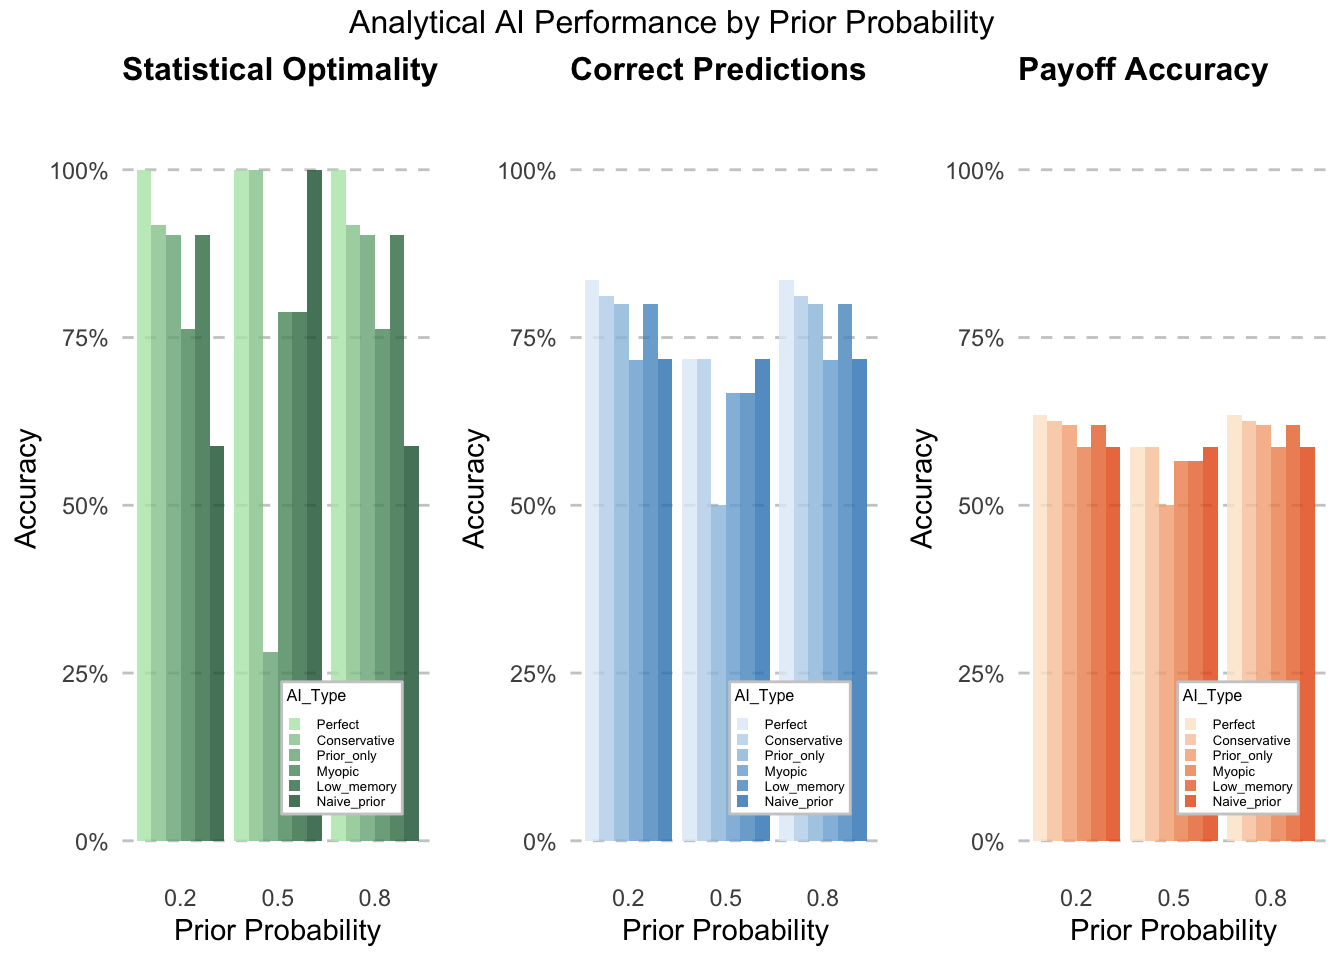 Analytical AI Performance by Prior Probability
Statistical Optimality
100%
75%
50%
25%
0%
Accuracy
0.2
0.5
0.8
Prior Probability
AI_Type
Perfect
Conservative
Prior_only
Myopic
Low_memory
Naive_prior
Correct Predictions
100%
75%
50%
25%
0%
Accuracy
0.2
0.5
0.8
Prior Probability
AI_Type
Perfect
Conservative
Prior_only
Myopic
Low_memory
Naive_prior
Payoff Accuracy
100%
75%
50%
25%
0%
Accuracy
0.2
0.5
0.8
Prior Probability
AI_Type
Perfect
Conservative
Prior_only
Myopic
Low_memory
Naive_prior